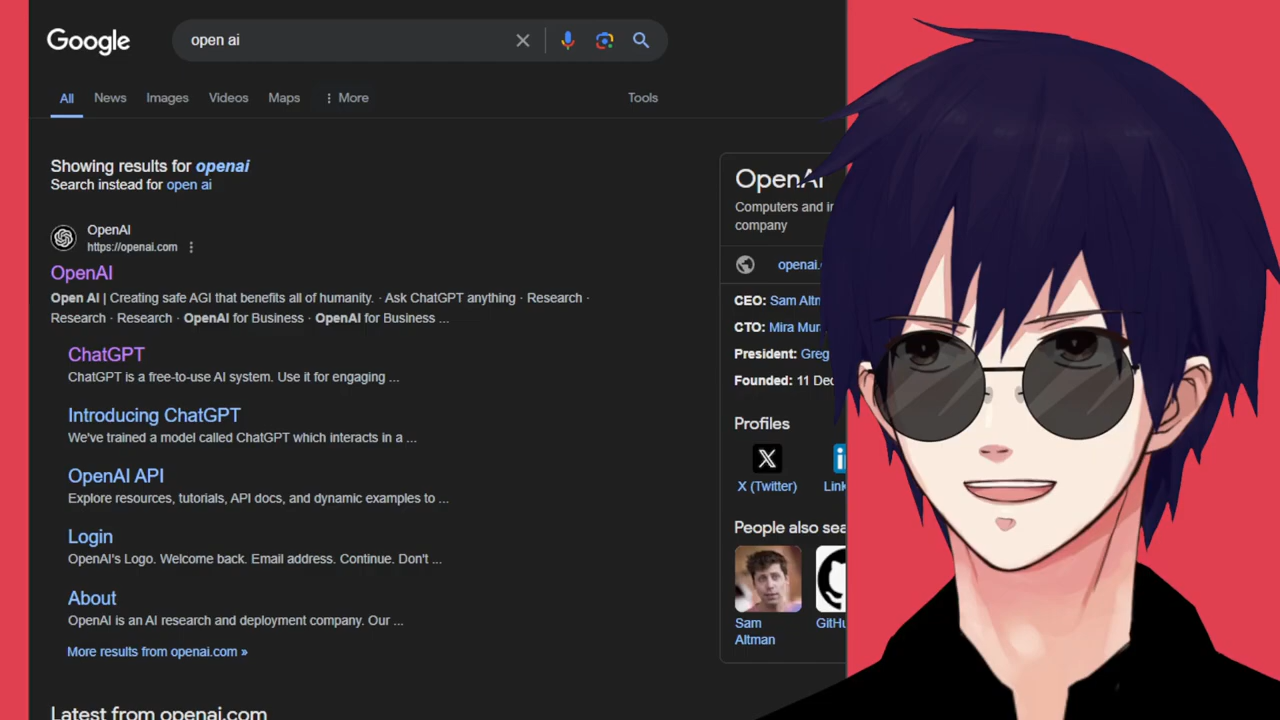 Google
open ai
All News Images Videos Maps More
Tools
Showing results for openai
Search instead for open ai
OpenAI
https://openai.com
OpenAI
Open AI | Creating safe AGI that benefits all of humanity. · Ask ChatGPT anything · Research ·
Research · Research · OpenAI for Business · OpenAI for Business ...
ChatGPT
ChatGPT is a free-to-use AI system. Use it for engaging ...
Introducing ChatGPT
We've trained a model called ChatGPT which interacts in a ...
OpenAI API
Explore resources, tutorials, API docs, and dynamic examples to ...
Login
OpenAI's Logo. Welcome back. Email address. Continue. Don't ...
About
OpenAI is an AI research and deployment company. Our ...
More results from openai.com »
Latest from openai.com
OpenAI
Computers and
company
openai.
CEO: Sam
CTO: Mira
President: Greg
Founded: 11
Profiles
X (Twitter)
People also
Sam
Altman